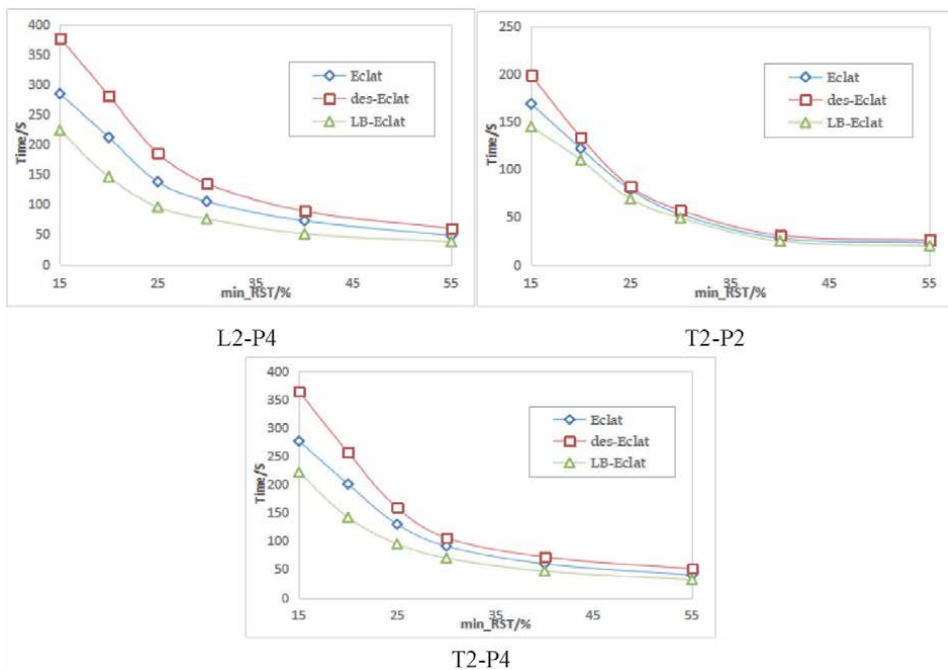 400
350
300
250
200
150
100
50
0
Time/S
Eclat
des-Eclat
LB-Eclat
15 25 35 45 55
min_RST/%
L2-P4
250
200
150
100
50
0
Time/S
Eclat
des-Eclat
LB-Eclat
15 25 35 45 55
min_RST/%
T2-P2
400
350
300
250
200
150
100
50
0
Time/S
Eclat
des-Eclat
LB-Eclat
15 25 35 45 55
min_RST/%
T2-P4